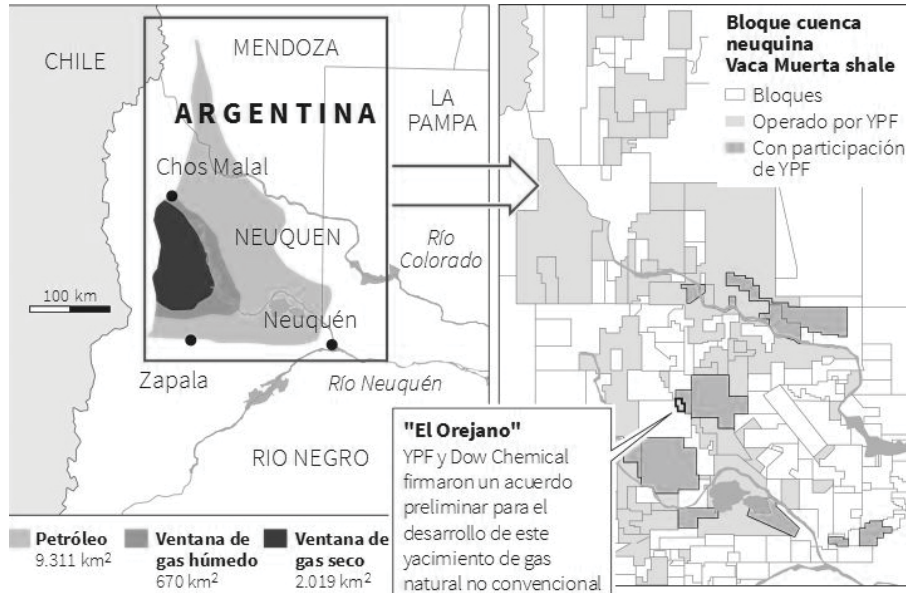 CHILE
MENDOZA
ARGENTINA
LA
PAMPA
Chos Malal
NEUQUEN
Río
Colorado
100 km
Neuquén
Zapala
Río Neuquén
RIO NEGRO
Petróleo
9.311 km²
Ventana de
gas húmedo
670 km²
Ventana de
gas seco
2.019 km²
Bloque cuenca
neuquina
Vaca Muerta shale
Bloques
Operado por YPF
Con participación
de YPF
"El Orejano"
YPF y Dow Chemical
firmaron un acuerdo
preliminar para el
desarrollo de este
yacimiento de gas
natural no convencional